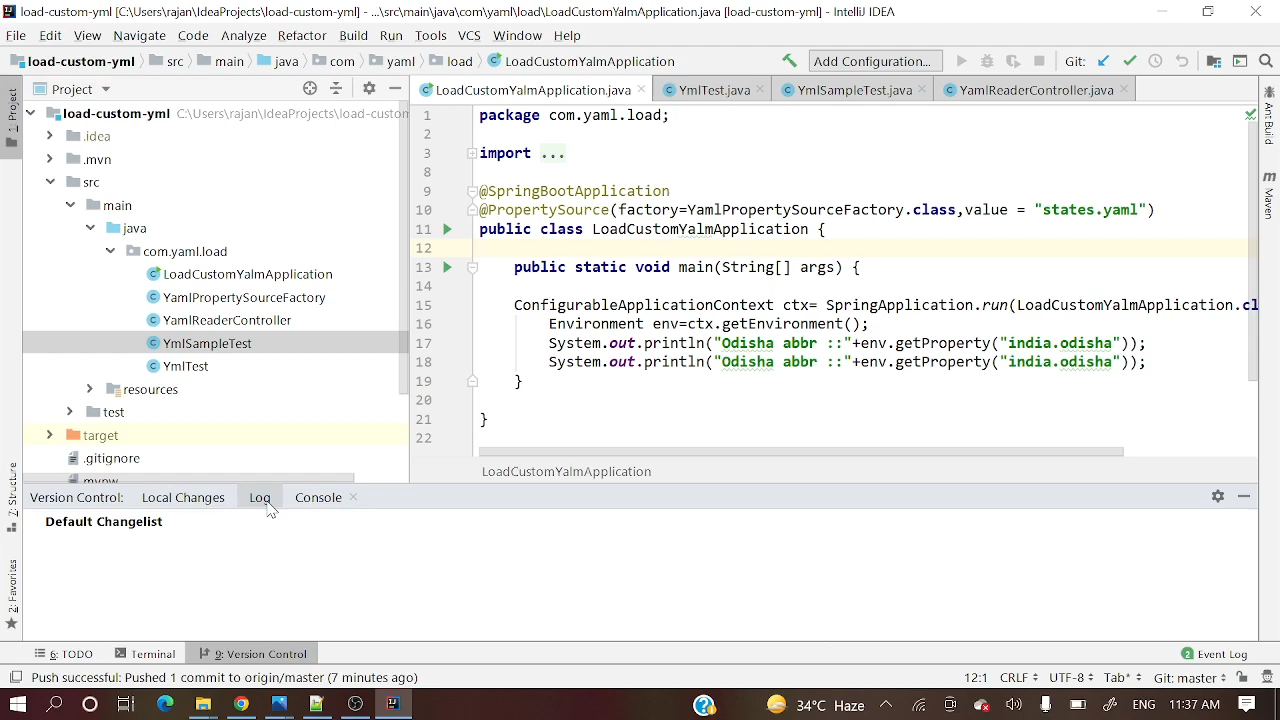 load-custom-yml [C:\Users\rajan\IdeaProjects\load-custom-yml] - ...\src\main\java\com\yaml\load\LoadCustomYalmApplication.java [load-custom-yml] - IntelliJ IDEA
File Edit View Navigate Code Analyze Refactor Build Run Tools VCS Window Help
load-custom-yml src main java com yaml load LoadCustomYalmApplication Add Configuration... Git:
Project
LoadCustomYalmApplication.java YmlTest.java YmlSampleTest.java YamlReaderController.java
1: Project
Z: Structure
2: Favorites
Ant Build
Maven
load-custom-yml C:\Users\rajan\IdeaProjects\load-custom
.idea
.mvn
src
main
java
com.yaml.load
LoadCustomYalmApplication
YamlPropertySourceFactory
YamlReaderController
YmlSampleTest
YmlTest
resources
test
target
.gitignore
mvnw
1 package com.yaml.load;
2
3 import ...
8
9 @SpringBootApplication
10 @PropertySource(factory=YamlPropertySourceFactory.class,value = "states.yaml")
11 public class LoadCustomYalmApplication {
12
13 public static void main(String[] args) {
14
15 ConfigurableApplicationContext ctx= SpringApplication.run(LoadCustomYalmApplication.cl
16 Environment env=ctx.getEnvironment();
17 System.out.println("Odisha abbr ::"+env.getProperty("india.odisha"));
18 System.out.println("Odisha abbr ::"+env.getProperty("india.odisha"));
19 }
20
21 }
22
LoadCustomYalmApplication
Version Control: Local Changes Log Console
Default Changelist
6: TODO Terminal 9: Version Control 2 Event Log
Push successful: Pushed 1 commit to origin/master (7 minutes ago) 12:1 CRLF UTF-8 Tab* Git: master
34°C Haze ENG 11:37 AM